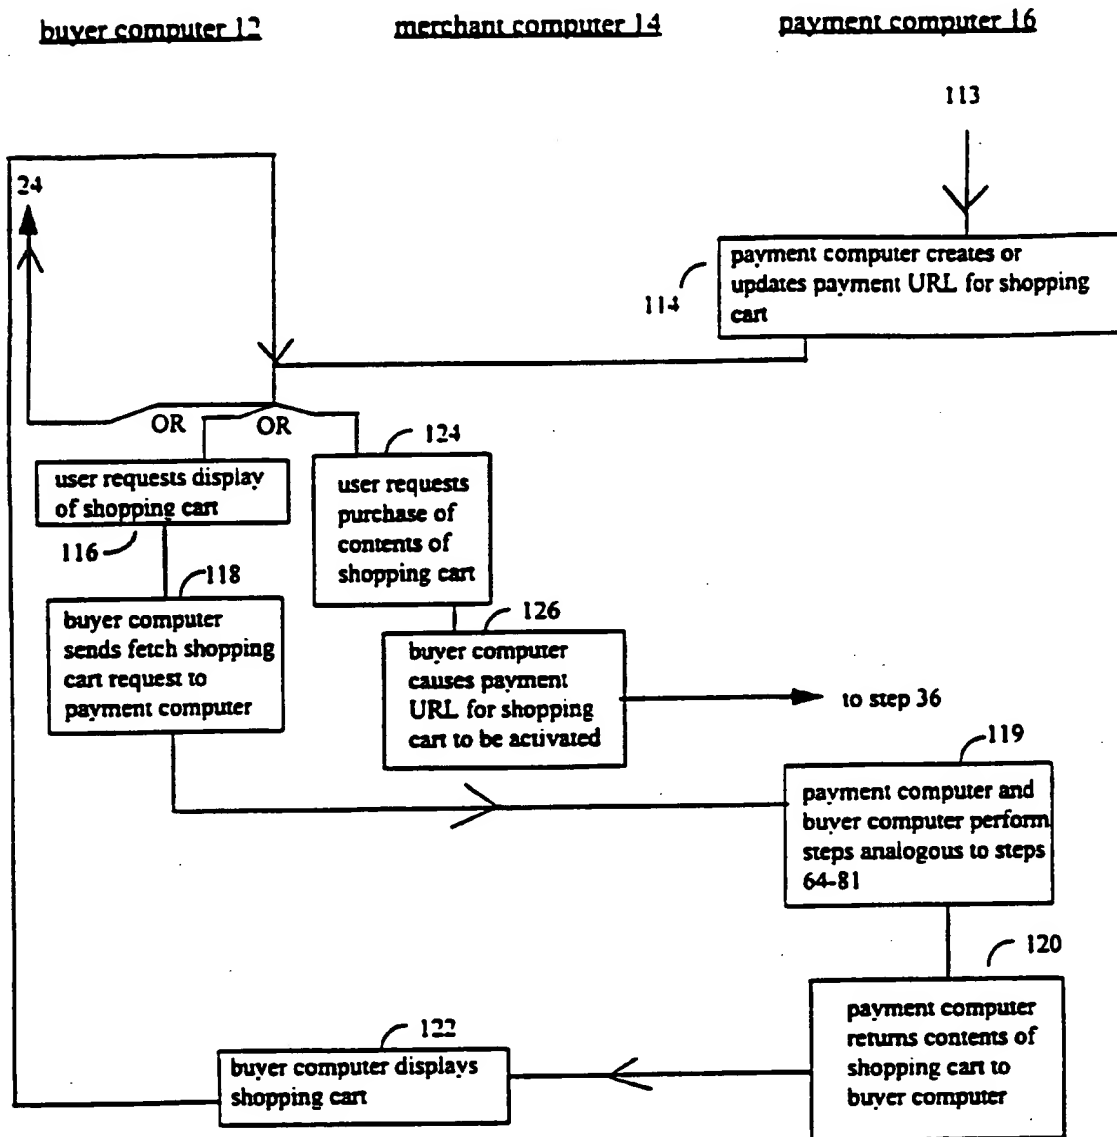 buyer computer 12
merchant computer 14
payment computer 16
113
24
payment computer creates or
updates payment URL for shopping
cart
114
OR
OR
124
user requests display
of shopping cart
116
user requests
purchase of
contents of
shopping cart
118
buyer computer
sends fetch shopping
cart request to
payment computer
126
buyer computer
causes payment
URL for shopping
cart to be activated
to step 36
119
payment computer and
buyer computer perform
steps analogous to steps
64-81
120
payment computer
returns contents of
shopping cart to
buyer computer
122
buyer computer displays
shopping cart